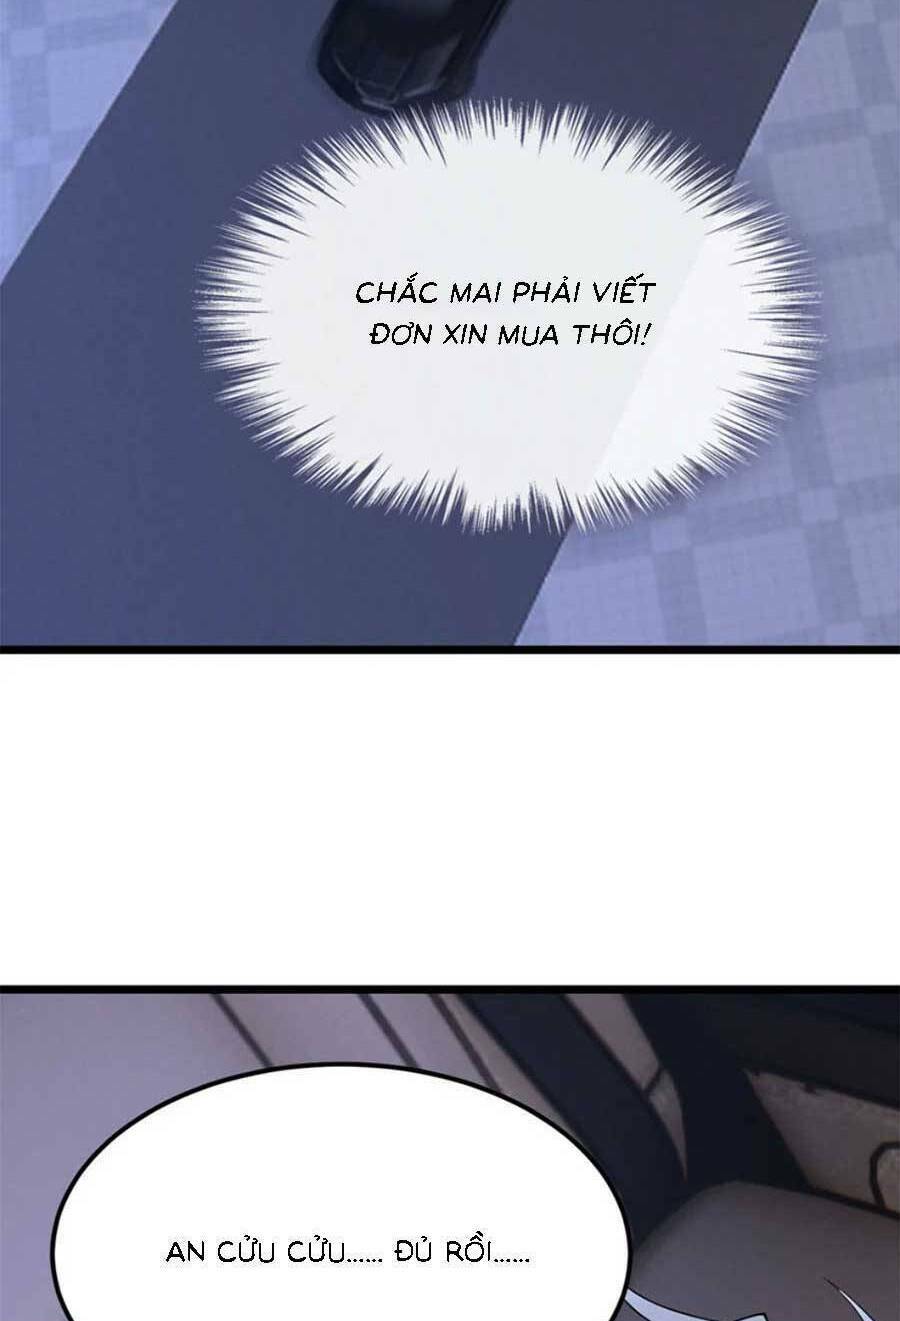 CHẮC MAI PHẢI VIẾT
ĐƠN XIN MUA THÔI!
AN CỬU CỬU...... ĐỦ RỒI......